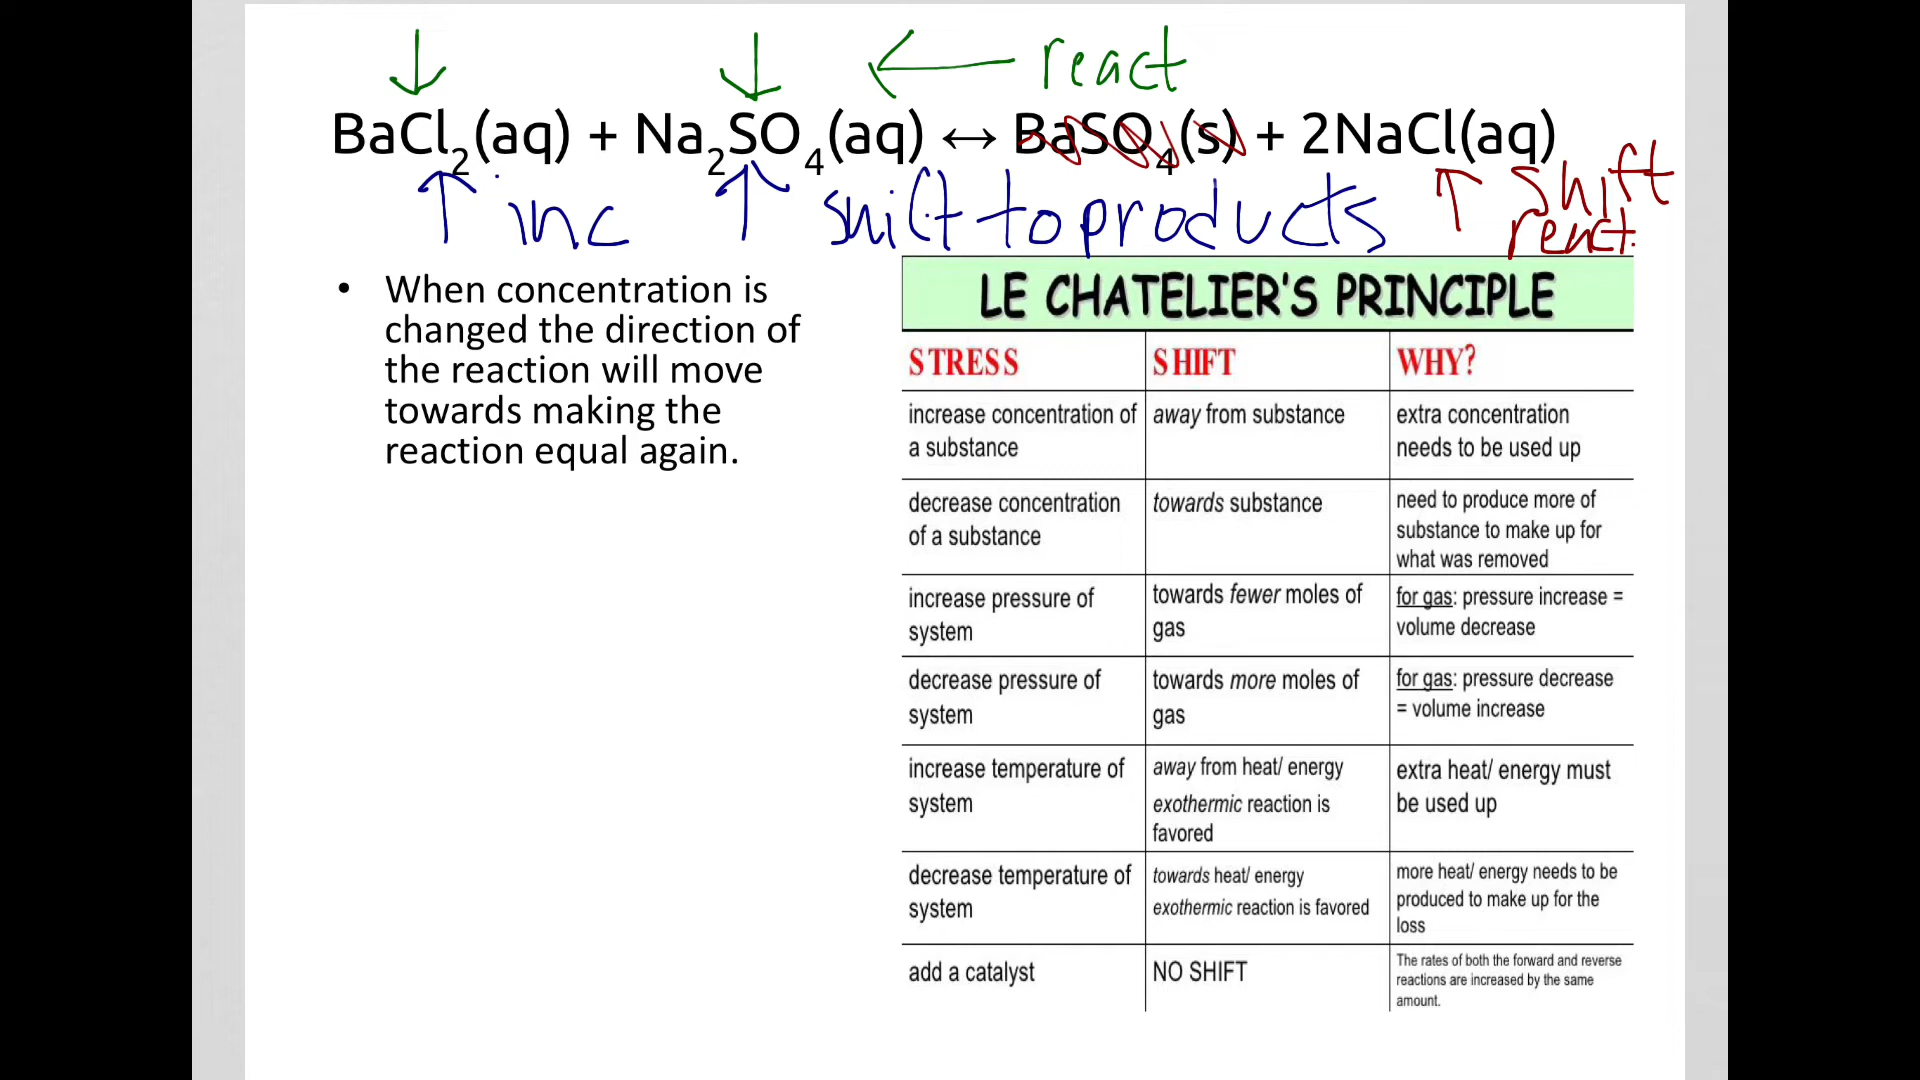 ← react
BaCl₂(aq) + Na₂SO₄(aq) ↔ BaSO₄(s) + 2NaCl(aq)
↑ inc ↑ shift to products ↑ shift
react.
• When concentration is
changed the direction of
the reaction will move
towards making the
reaction equal again.
LE CHATELIER'S PRINCIPLE
STRESS SHIFT WHY?
increase concentration of away from substance extra concentration
a substance needs to be used up
decrease concentration towards substance need to produce more of
of a substance substance to make up for
what was removed
increase pressure of towards fewer moles of for gas: pressure increase =
system gas volume decrease
decrease pressure of towards more moles of for gas: pressure decrease
system gas = volume increase
increase temperature of away from heat/ energy extra heat/ energy must
system exothermic reaction is be used up
favored
decrease temperature of towards heat/ energy more heat/ energy needs to be
system exothermic reaction is favored produced to make up for the
loss
add a catalyst NO SHIFT The rates of both the forward and reverse
reactions are increased by the same
amount.